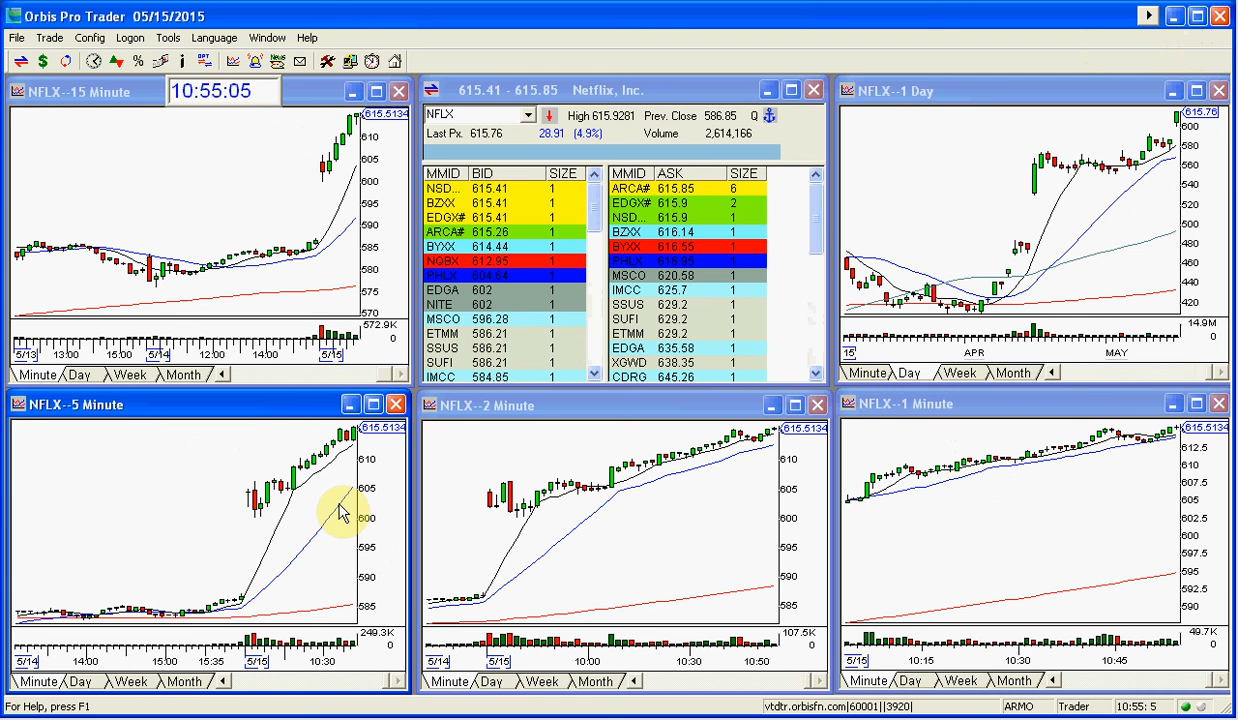 Orbis Pro Trader 05/15/2015
File Trade Config Logon Tools Language Window Help
NFLX--15 Minute
10:55:05
615.5134
610
605
600
595
590
585
580
575
570
572.9K
0
5/13 13:00 15:00 5/14 12:00 14:00 5/15
Minute Day Week Month
615.41 - 615.85 Netflix, Inc.
NFLX High 615.9281 Prev. Close 586.85 Q
Last Px. 615.76 28.91 (4.9%) Volume 2,614,166
MMID BID SIZE MMID ASK SIZE
NSD... 615.41 1 ARCA# 615.85 6
BZXX 615.41 1 EDGX# 615.9 2
EDGX# 615.41 1 NSD... 615.9 1
ARCA# 615.26 1 BZXX 616.14 1
BYXX 614.44 1 BYXX 616.55 1
NQBX 612.95 1 PHLX 616.95 1
PHLX 604.64 1 MSCO 620.58 1
EDGA 602 1 IMCC 625.7 1
NITE 602 1 SSUS 629.2 1
MSCO 596.28 1 SUFI 629.2 1
ETMM 586.21 1 ETMM 629.2 1
SSUS 586.21 1 EDGA 635.58 1
SUFI 586.21 1 XGWD 638.35 1
IMCC 584.85 1 CDRG 645.26 1
NFLX--1 Day
615.76
600
580
560
540
520
500
480
460
440
420
14.9M
0
15 APR MAY
Minute Day Week Month
NFLX--5 Minute
615.5134
610
605
600
595
590
585
249.3K
0
5/14 14:00 15:00 15:35 5/15 10:30
Minute Day Week Month
NFLX--2 Minute
615.5134
610
605
600
595
590
585
107.5K
0
5/14 5/15 10:00 10:30 10:50
Minute Day Week Month
NFLX--1 Minute
615.5134
612.5
610
607.5
605
602.5
600
597.5
595
592.5
590
49.7K
0
5/15 10:15 10:30 10:45
Minute Day Week Month
For Help, press F1
vtdtr.orbisfn.com|60001||3920| ARMO Trader 10:55: 5